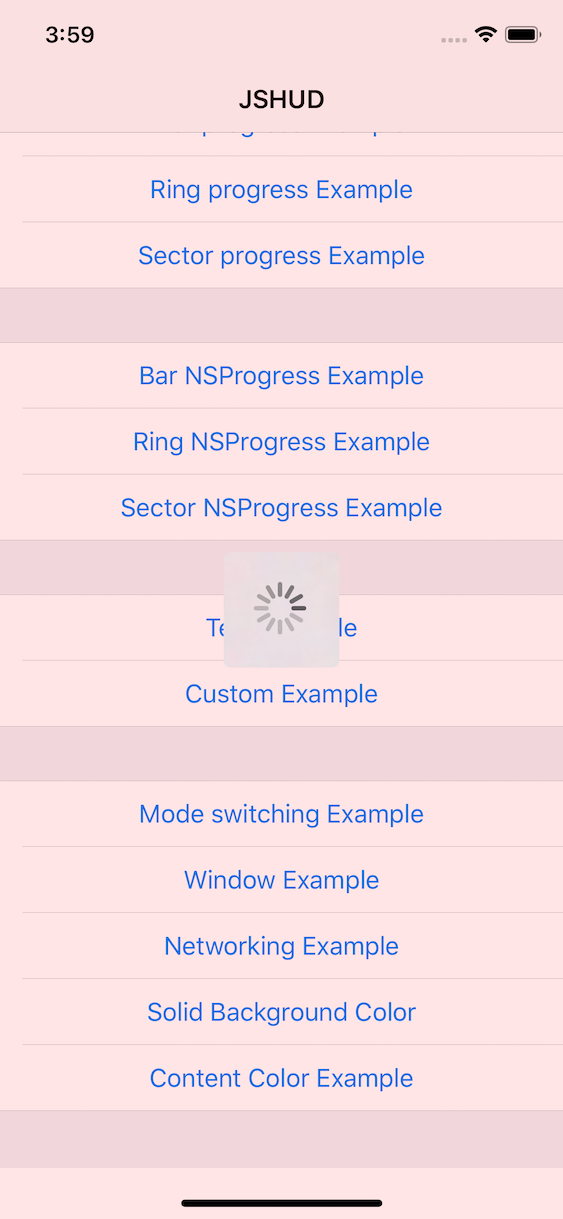 3:59
JSHUD
Ring progress Example
Sector progress Example
Bar NSProgress Example
Ring NSProgress Example
Sector NSProgress Example
Custom Example
Mode switching Example
Window Example
Networking Example
Solid Background Color
Content Color Example